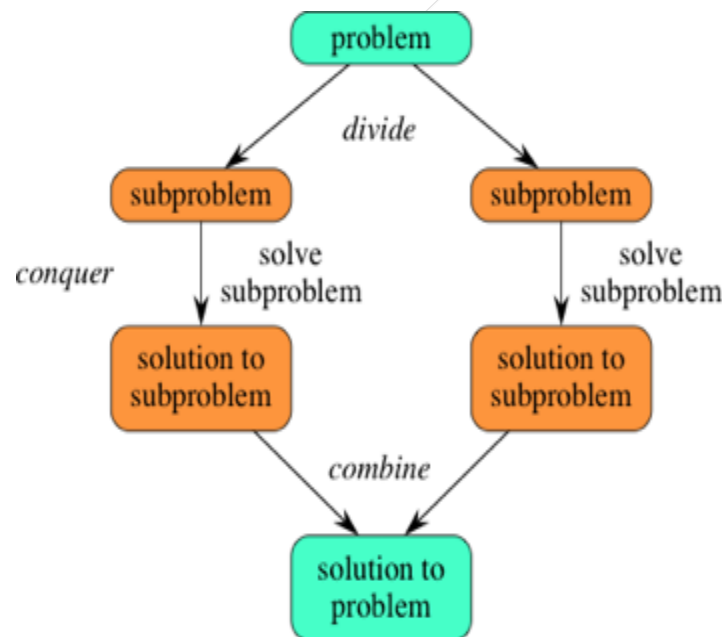 problem
divide
subproblem
subproblem
conquer
solve
subproblem
solve
subproblem
solution to
subproblem
solution to
subproblem
combine
solution to
problem